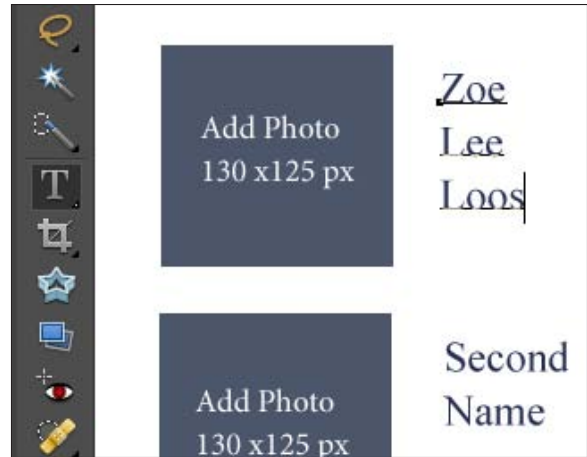 Add Photo
130 x125 px
Zoe
Lee
Loos
Add Photo
130 x125 px
Second
Name
T